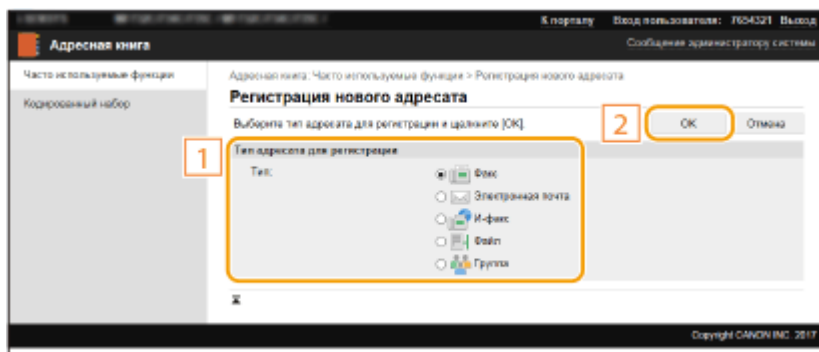 К порталу Вход пользователя: 7654321 Выход
Адресная книга Сообщение администратору системы
Часто используемые функции
Кодированный набор
Адресная книга: Часто используемые функции > Регистрация нового адресата
Регистрация нового адресата
Выберите тип адресата для регистрации и щелкните [OK].
2 OK Отмена
1 Тип адресата для регистрации
Тип: Факс
Электронная почта
И-факс
Файл
Группа
Copyright CANON INC. 2017